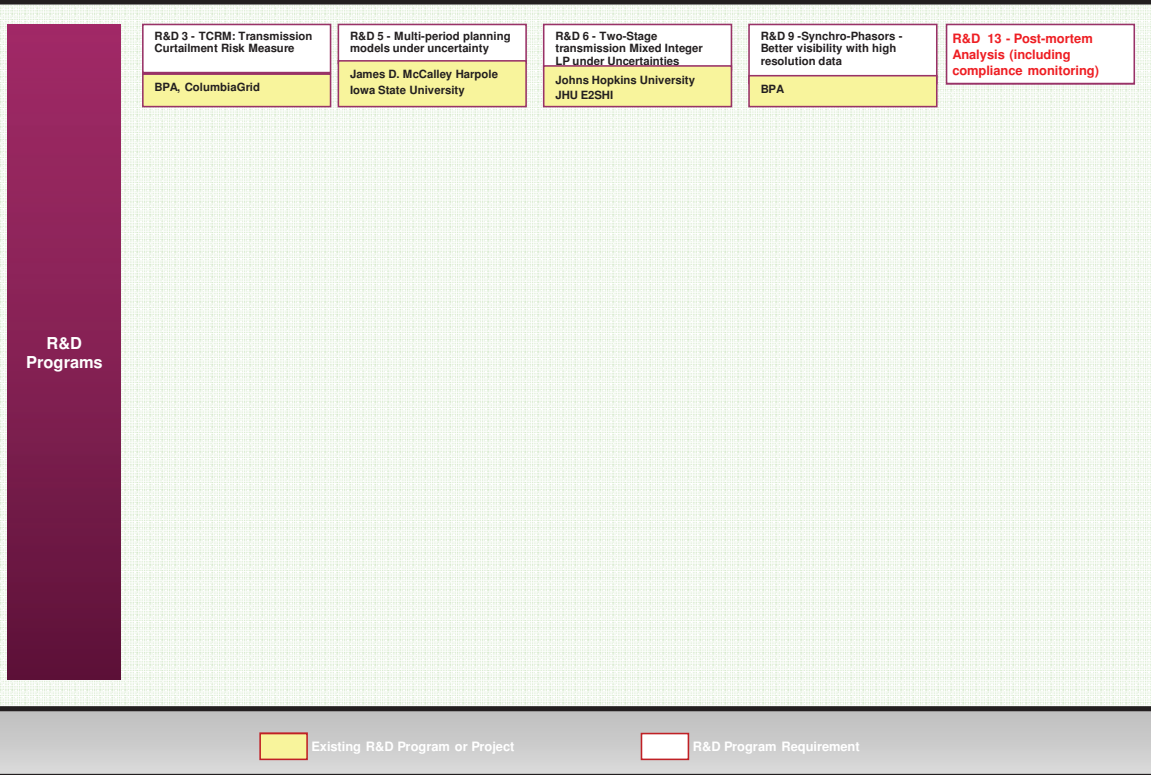 R&D 3 - TCRM: Transmission
Curtailment Risk Measure
BPA, ColumbiaGrid
R&D 5 - Multi-period planning
models under uncertainty
James D. McCalley Harpole
Iowa State University
R&D 6 - Two-Stage
transmission Mixed Integer
LP under Uncertainties
Johns Hopkins University
JHU E2SHI
R&D 9 -Synchro-Phasors -
Better visibility with high
resolution data
BPA
R&D 13 - Post-mortem
Analysis (including
compliance monitoring)
R&D
Programs
Existing R&D Program or Project
R&D Program Requirement